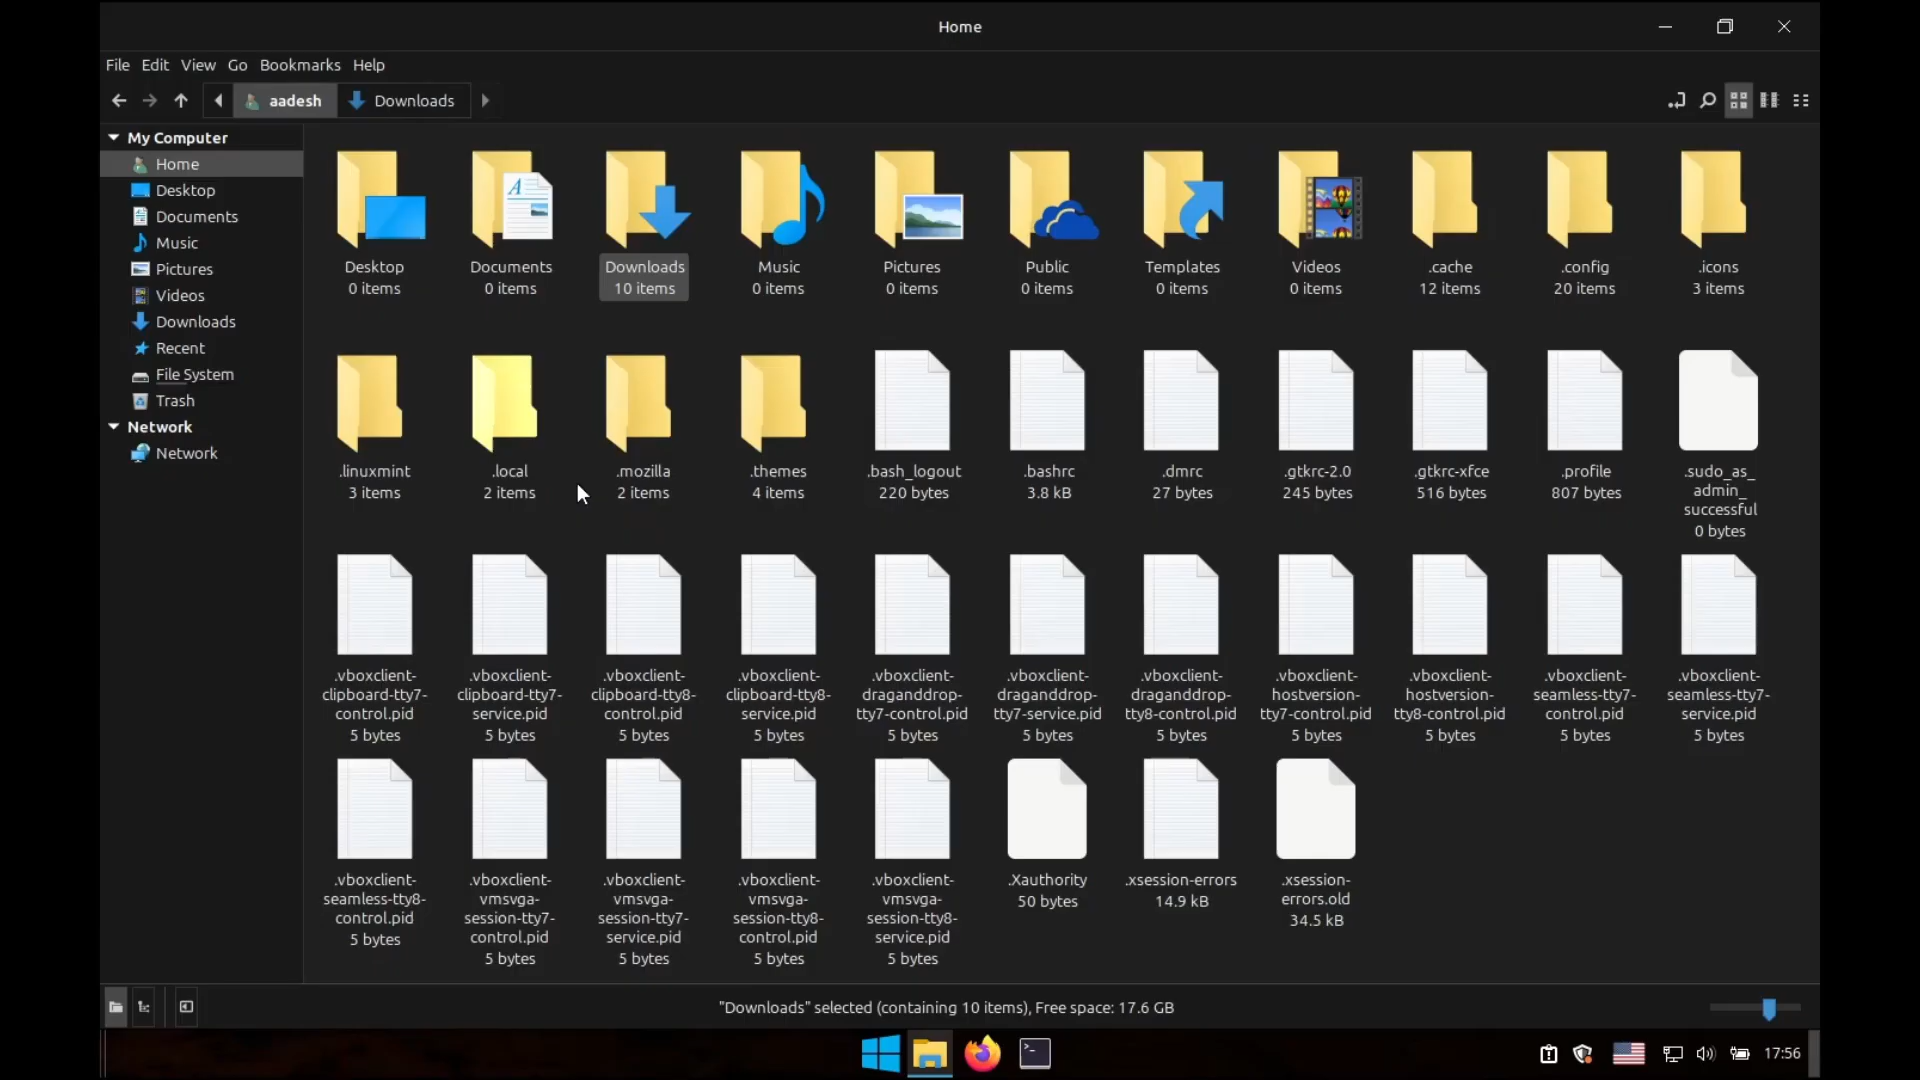 Home
File Edit View Go Bookmarks Help
aadesh Downloads
My Computer
Home
Desktop
Documents
Music
Pictures
Videos
Downloads
Recent
File System
Trash
Network
Network
Desktop
0 items
Documents
0 items
Downloads
10 items
Music
0 items
Pictures
0 items
Public
0 items
Templates
0 items
Videos
0 items
.cache
12 items
.config
20 items
.icons
3 items
.linuxmint
3 items
.local
2 items
.mozilla
2 items
.themes
4 items
.bash_logout
220 bytes
.bashrc
3.8 kB
.dmrc
27 bytes
.gtkrc-2.0
245 bytes
.gtkrc-xfce
516 bytes
.profile
807 bytes
.sudo_as_
admin_
successful
0 bytes
.vboxclient-
clipboard-tty7-
control.pid
5 bytes
.vboxclient-
clipboard-tty7-
service.pid
5 bytes
.vboxclient-
clipboard-tty8-
control.pid
5 bytes
.vboxclient-
clipboard-tty8-
service.pid
5 bytes
.vboxclient-
draganddrop-
tty7-control.pid
5 bytes
.vboxclient-
draganddrop-
tty7-service.pid
5 bytes
.vboxclient-
draganddrop-
tty8-control.pid
5 bytes
.vboxclient-
hostversion-
tty7-control.pid
5 bytes
.vboxclient-
hostversion-
tty8-control.pid
5 bytes
.vboxclient-
seamless-tty7-
control.pid
5 bytes
.vboxclient-
seamless-tty7-
service.pid
5 bytes
.vboxclient-
seamless-tty8-
control.pid
5 bytes
.vboxclient-
vmsvga-
session-tty7-
control.pid
5 bytes
.vboxclient-
vmsvga-
session-tty7-
service.pid
5 bytes
.vboxclient-
vmsvga-
session-tty8-
control.pid
5 bytes
.vboxclient-
vmsvga-
session-tty8-
service.pid
5 bytes
.Xauthority
50 bytes
.xsession-errors
14.9 kB
.xsession-
errors.old
34.5 kB
"Downloads" selected (containing 10 items), Free space: 17.6 GB
17:56